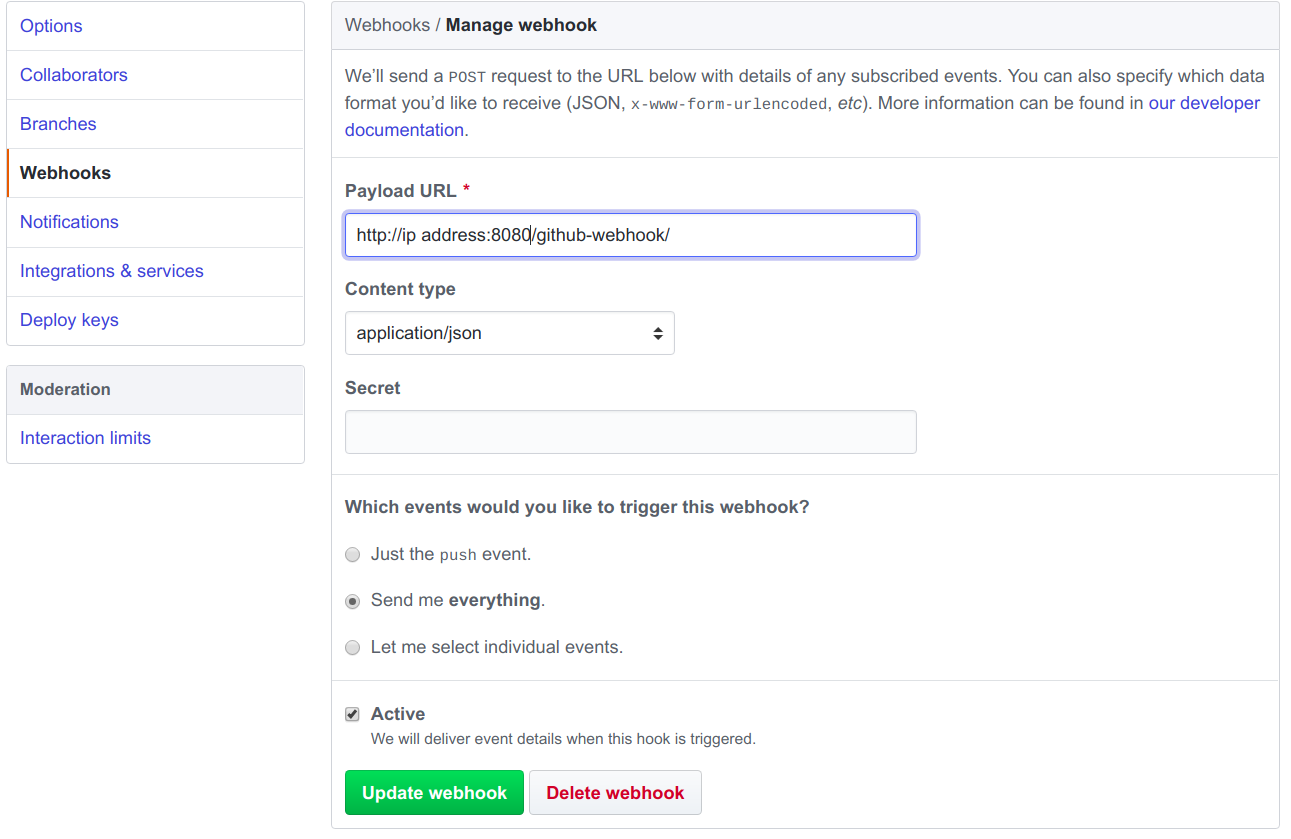 Options
Collaborators
Branches
Webhooks
Notifications
Integrations & services
Deploy keys
Moderation
Interaction limits
Webhooks / Manage webhook
We’ll send a POST request to the URL below with details of any subscribed events. You can also specify which data
format you’d like to receive (JSON, x-www-form-urlencoded, etc). More information can be found in our developer
documentation.
Payload URL *
http://ip address:8080/github-webhook/
Content type
application/json
Secret
Which events would you like to trigger this webhook?
Just the push event.
Send me everything.
Let me select individual events.
Active
We will deliver event details when this hook is triggered.
Update webhook
Delete webhook